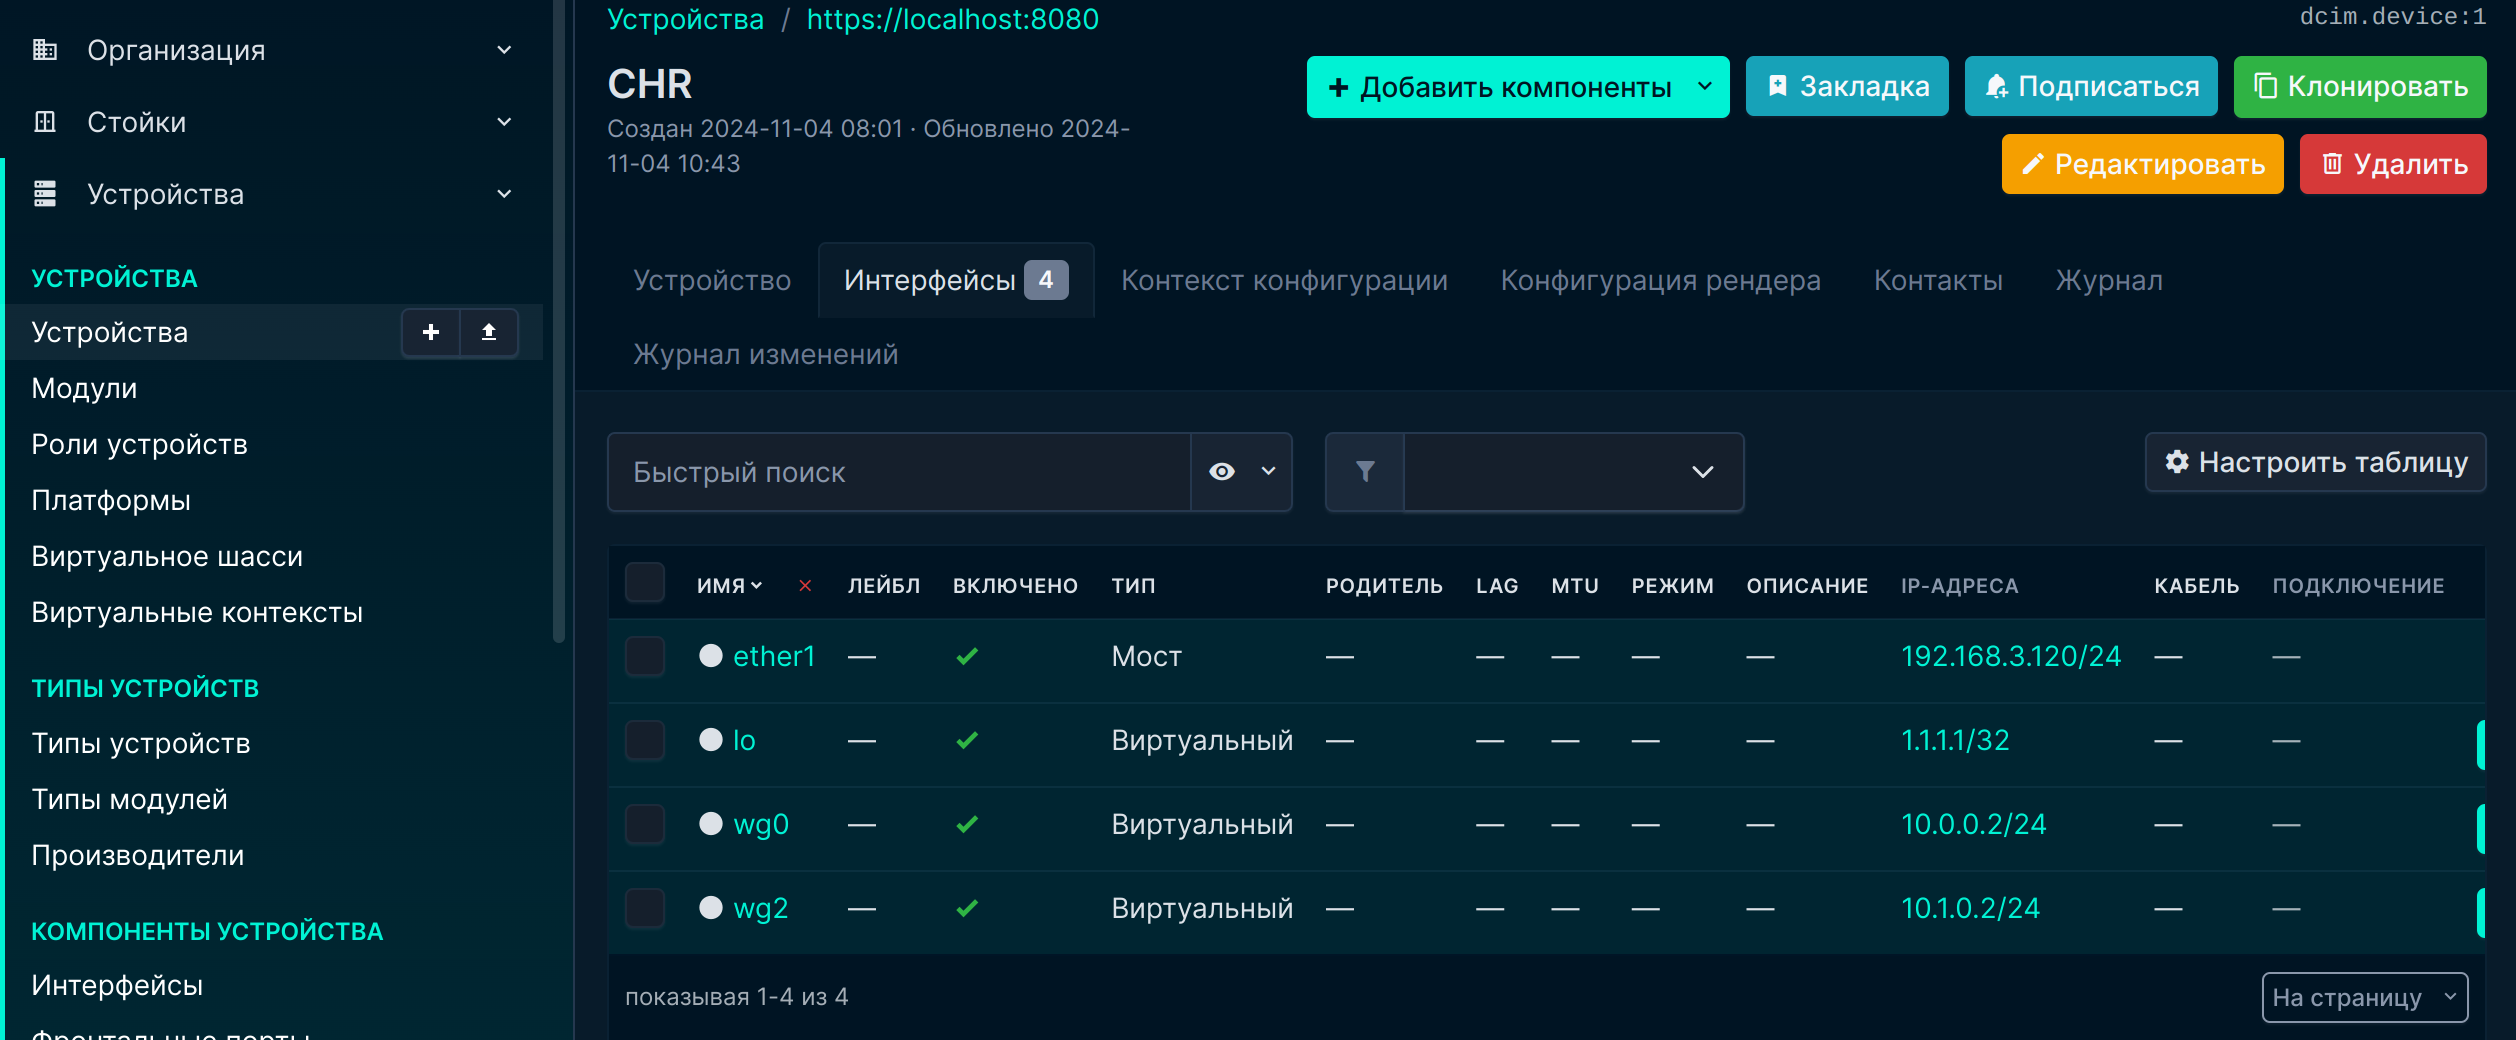 Организация
Стойки
Устройства
УСТРОЙСТВА
Устройства
Модули
Роли устройств
Платформы
Виртуальное шасси
Виртуальные контексты
ТИПЫ УСТРОЙСТВ
Типы устройств
Типы модулей
Производители
КОМПОНЕНТЫ УСТРОЙСТВА
Интерфейсы
Фронтальные порты
Устройства / https://localhost:8080
dcim.device:1
CHR
Создан 2024-11-04 08:01 · Обновлено 2024-
11-04 10:43
Добавить компоненты
Закладка
Подписаться
Клонировать
Редактировать
Удалить
Устройство Интерфейсы 4 Контекст конфигурации Конфигурация рендера Контакты Журнал
Журнал изменений
Быстрый поиск
Настроить таблицу
ИМЯ ЛЕЙБЛ ВКЛЮЧЕНО ТИП РОДИТЕЛЬ LAG MTU РЕЖИМ ОПИСАНИЕ IP-АДРЕСА КАБЕЛЬ ПОДКЛЮЧЕНИЕ
ether1 — Мост — — — — — 192.168.3.120/24 — —
lo — Виртуальный — — — — — 1.1.1.1/32 — —
wg0 — Виртуальный — — — — — 10.0.0.2/24 — —
wg2 — Виртуальный — — — — — 10.1.0.2/24 — —
показывая 1-4 из 4
На страницу